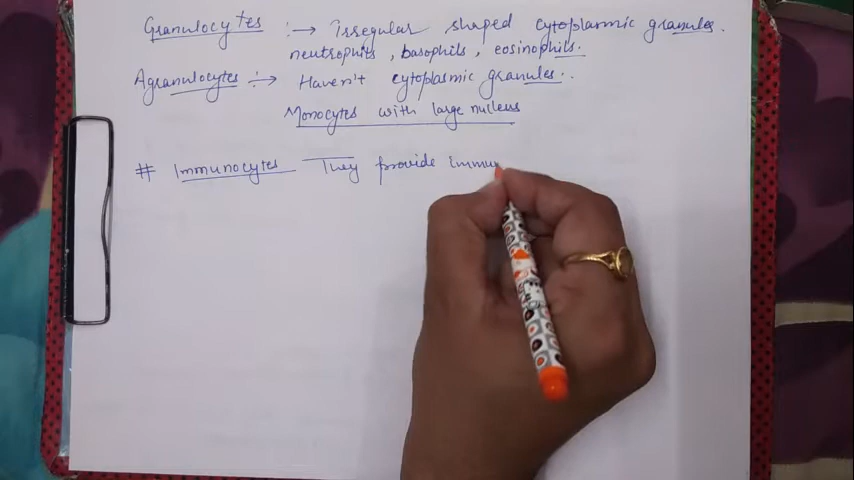 Granulocytes :→ Irregular shaped cytoplasmic granules.
neutrophils, basophils, eosinophils.
Agranulocytes :→ Haven't cytoplasmic granules.
Monocytes with large nucleus
# Immunocytes They provide immu